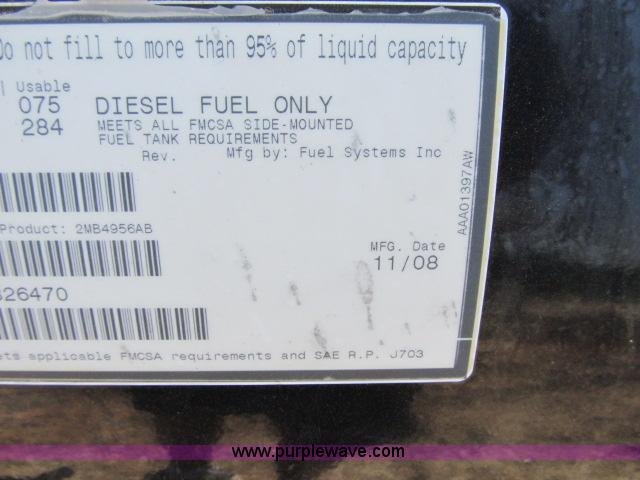 Do not fill to more than 95% of liquid capacity
| Usable
075 DIESEL FUEL ONLY
284 MEETS ALL FMCSA SIDE-MOUNTED
FUEL TANK REQUIREMENTS
Rev. Mfg by: Fuel Systems Inc
AAA01397AW
Product: 2MB4956AB
MFG. Date
11/08
26470
applicable FMCSA requirements and SAE R.P. J703
www.purplewave.com